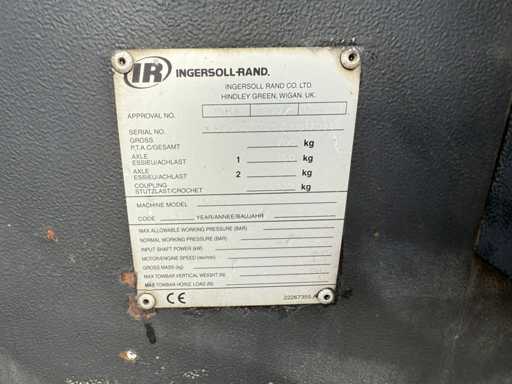 IR INGERSOLL-RAND.
INGERSOLL RAND CO. LTD.
HINDLEY GREEN, WIGAN. UK.
APPROVAL NO.
SERIAL NO.
GROSS
P.T.A C/GESAMT kg
AXLE
ESSIEU/ACHLAST 1 kg
AXLE
ESSIEU/ACHLAST 2 kg
COUPLING
STUTZLAST/CROCHET kg
MACHINE MODEL
CODE YEAR/ANNEE/BAUJAHR
MAX ALLOWABLE WORKING PRESSURE (BAR)
NORMAL WORKING PRESSURE (BAR)
INPUT SHAFT POWER (kW)
MOTOR/ENGINE SPEED (rev/min)
GROSS MASS (kg)
MAX TOWBAR VERTICAL WEIGHT (N)
MAX TOWBAR HORIZ. LOAD (N)
CE